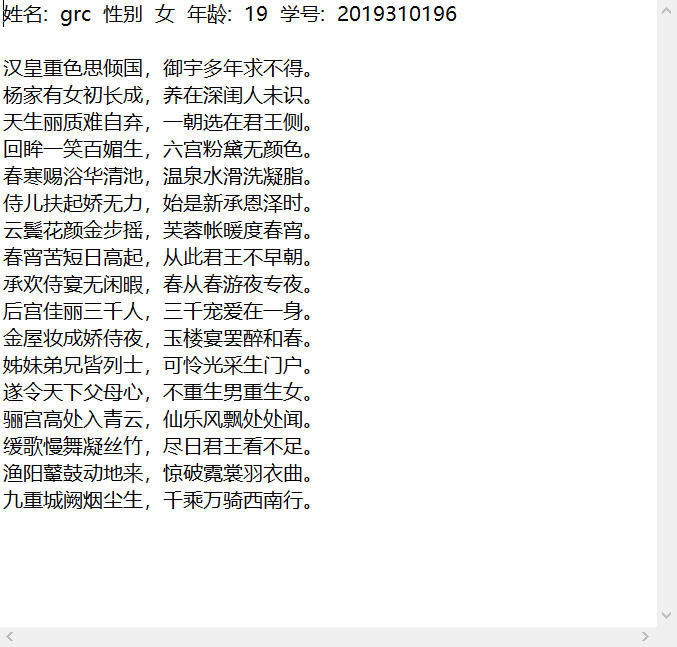 姓名: grc 性别 女 年龄: 19 学号: 2019310196
汉皇重色思倾国，御宇多年求不得。
杨家有女初长成，养在深闺人未识。
天生丽质难自弃，一朝选在君王侧。
回眸一笑百媚生，六宫粉黛无颜色。
春寒赐浴华清池，温泉水滑洗凝脂。
侍儿扶起娇无力，始是新承恩泽时。
云鬓花颜金步摇，芙蓉帐暖度春宵。
春宵苦短日高起，从此君王不早朝。
承欢侍宴无闲暇，春从春游夜专夜。
后宫佳丽三千人，三千宠爱在一身。
金屋妆成娇侍夜，玉楼宴罢醉和春。
姊妹弟兄皆列士，可怜光采生门户。
遂令天下父母心，不重生男重生女。
骊宫高处入青云，仙乐风飘处处闻。
缓歌慢舞凝丝竹，尽日君王看不足。
渔阳鼙鼓动地来，惊破霓裳羽衣曲。
九重城阙烟尘生，千乘万骑西南行。